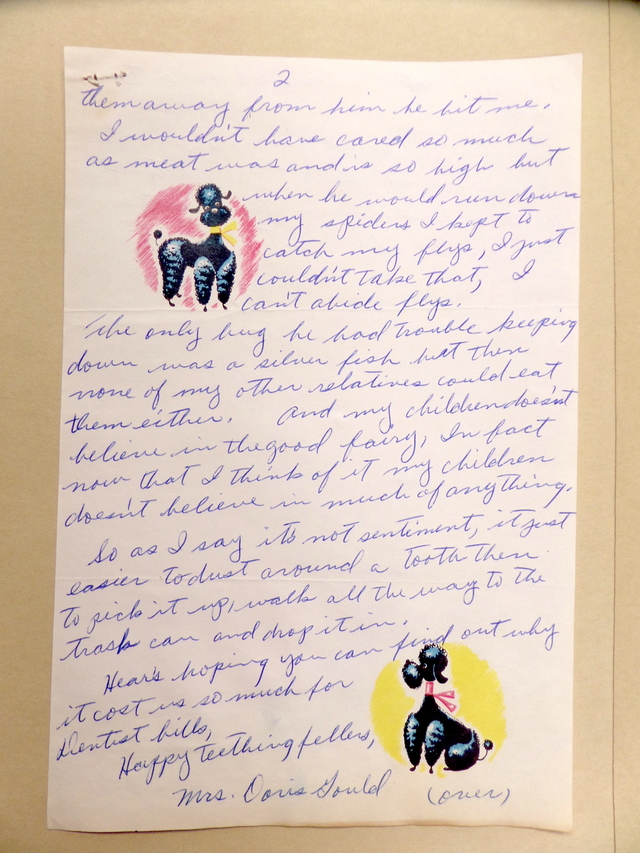 2
them away from him he bit me.
I wouldn't have cared so much
as meat was and is so high but
when he would run down
my spiders I kept to
catch my flys, I just
couldn't take that, I
can't abide flys.
The only bug he had trouble keeping
down was a silver fish but then
none of my other relatives could eat
them either. And my children doesn't
believe in the good fairy, In fact
now that I think of it my children
doesn't believe in much of anything.
So as I say it's not sentiment, it just
easier to dust around a tooth then
to pick it up, walk all the way to the
trash can and drop it in.
Hear's hoping you can find out why
it cost us so much for
Dentist bills,
Happy teething fellers,
Mrs. Doris Gould (over)